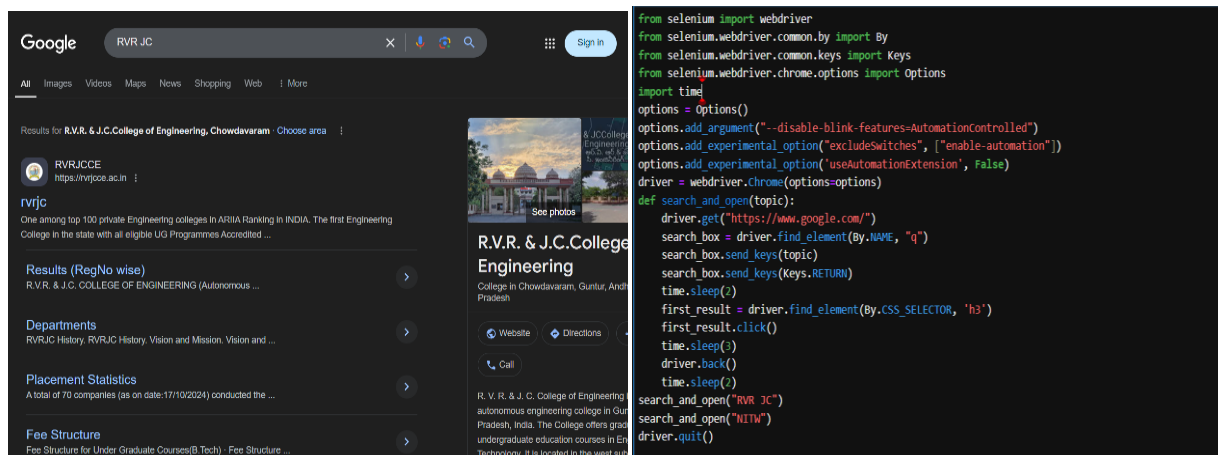 Google
RVR JC
Sign in
All Images Videos Maps News Shopping Web More
Results for R.V.R. & J.C.College of Engineering, Chowdavaram · Choose area
RVRJCCE
https://rvrjcce.ac.in
rvrjc
One among top 100 private Engineering colleges in ARIIA Ranking in INDIA. The first Engineering
College in the state with all eligible UG Programmes Accredited ...
Results (RegNo wise)
R.V.R. & J.C. COLLEGE OF ENGINEERING (Autonomous ...
Departments
RVRJC History. RVRJC History. Vision and Mission. Vision and ...
Placement Statistics
A total of 70 companies (as on date:17/10/2024) conducted the ...
Fee Structure
Fee Structure for Under Graduate Courses(B.Tech) · Fee Structure ...
See photos
R.V.R. & J.C.College
Engineering
College in Chowdavaram, Guntur, Andh
Pradesh
Website Directions
Call
R. V. R. & J. C. College of Engineering
autonomous engineering college in Gun
Pradesh, India. The College offers grad
undergraduate education courses in En
Technology. It is located in the west sub
from selenium import webdriver
from selenium.webdriver.common.by import By
from selenium.webdriver.common.keys import Keys
from selenium.webdriver.chrome.options import Options
import time
options = Options()
options.add_argument("--disable-blink-features=AutomationControlled")
options.add_experimental_option("excludeSwitches", ["enable-automation"])
options.add_experimental_option('useAutomationExtension', False)
driver = webdriver.Chrome(options=options)
def search_and_open(topic):
driver.get("https://www.google.com/")
search_box = driver.find_element(By.NAME, "q")
search_box.send_keys(topic)
search_box.send_keys(Keys.RETURN)
time.sleep(2)
first_result = driver.find_element(By.CSS_SELECTOR, 'h3')
first_result.click()
time.sleep(3)
driver.back()
time.sleep(2)
search_and_open("RVR JC")
search_and_open("NITW")
driver.quit()